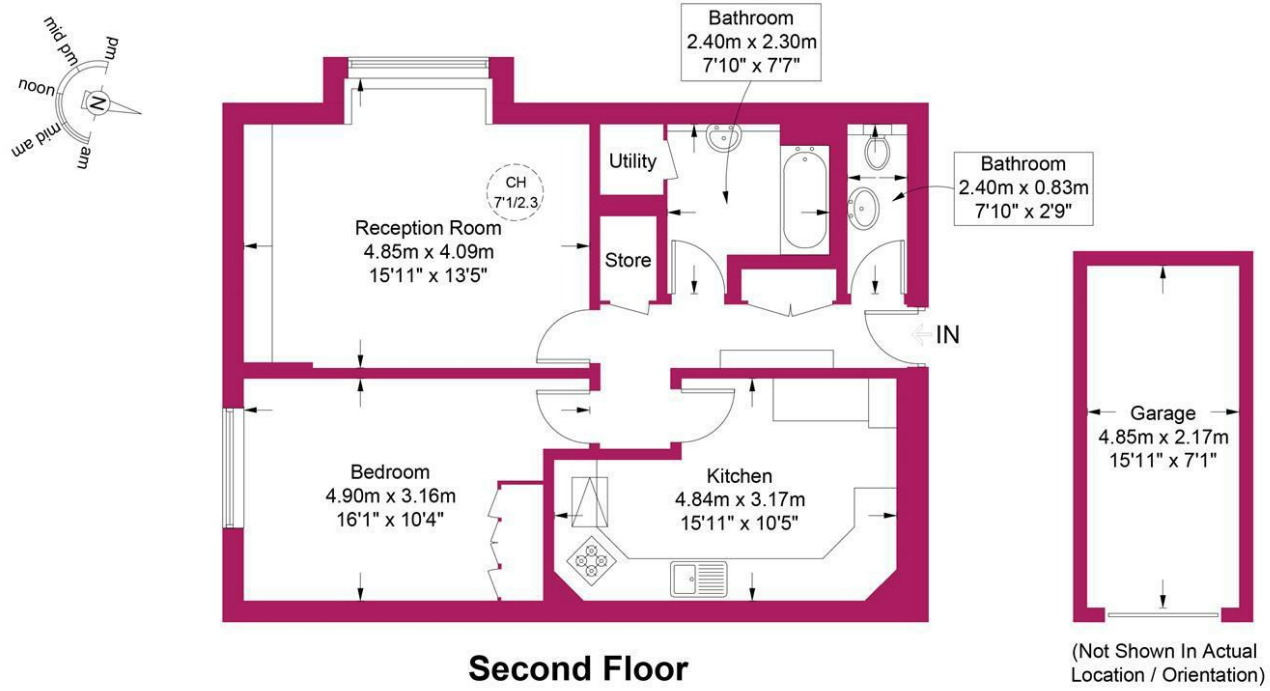 pm
mid pm
noon
mid am
am
N
Bathroom
2.40m x 2.30m
7'10" x 7'7"
Utility
CH
7'1/2.3
Reception Room
4.85m x 4.09m
15'11" x 13'5"
Store
Bathroom
2.40m x 0.83m
7'10" x 2'9"
IN
Bedroom
4.90m x 3.16m
16'1" x 10'4"
Kitchen
4.84m x 3.17m
15'11" x 10'5"
Garage
4.85m x 2.17m
15'11" x 7'1"
Second Floor
(Not Shown In Actual
Location / Orientation)